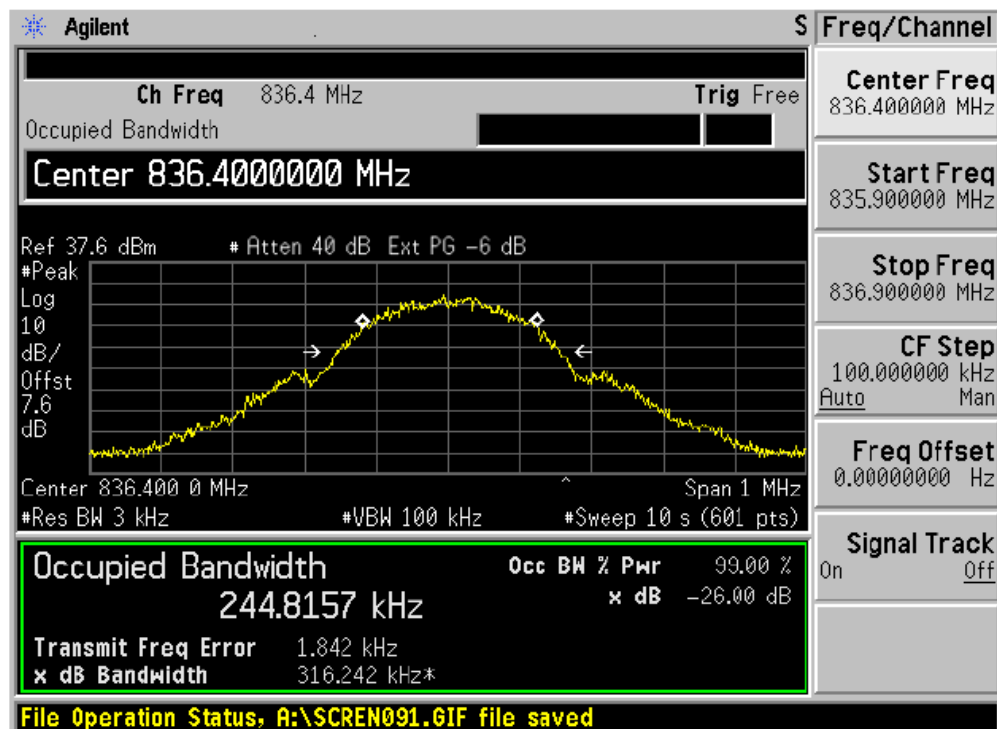 Agilent
S
Freq/Channel
Ch Freq 836.4 MHz
Trig Free
Occupied Bandwidth
Center 836.4000000 MHz
Ref 37.6 dBm
# Atten 40 dB
Ext PG -6 dB
#Peak
Log
10
dB/
Offst
7.6
dB
Center 836.400 0 MHz
^
Span 1 MHz
#Res BW 3 kHz
#VBW 100 kHz
#Sweep 10 s (601 pts)
Occupied Bandwidth
244.8157 kHz
Occ BW % Pwr 99.00 %
x dB -26.00 dB
Transmit Freq Error 1.842 kHz
x dB Bandwidth 316.242 kHz*
Center Freq
836.400000 MHz
Start Freq
835.900000 MHz
Stop Freq
836.900000 MHz
CF Step
100.000000 kHz
Auto Man
Freq Offset
0.00000000 Hz
Signal Track
On Off
File Operation Status, A:\SCREN091.GIF file saved